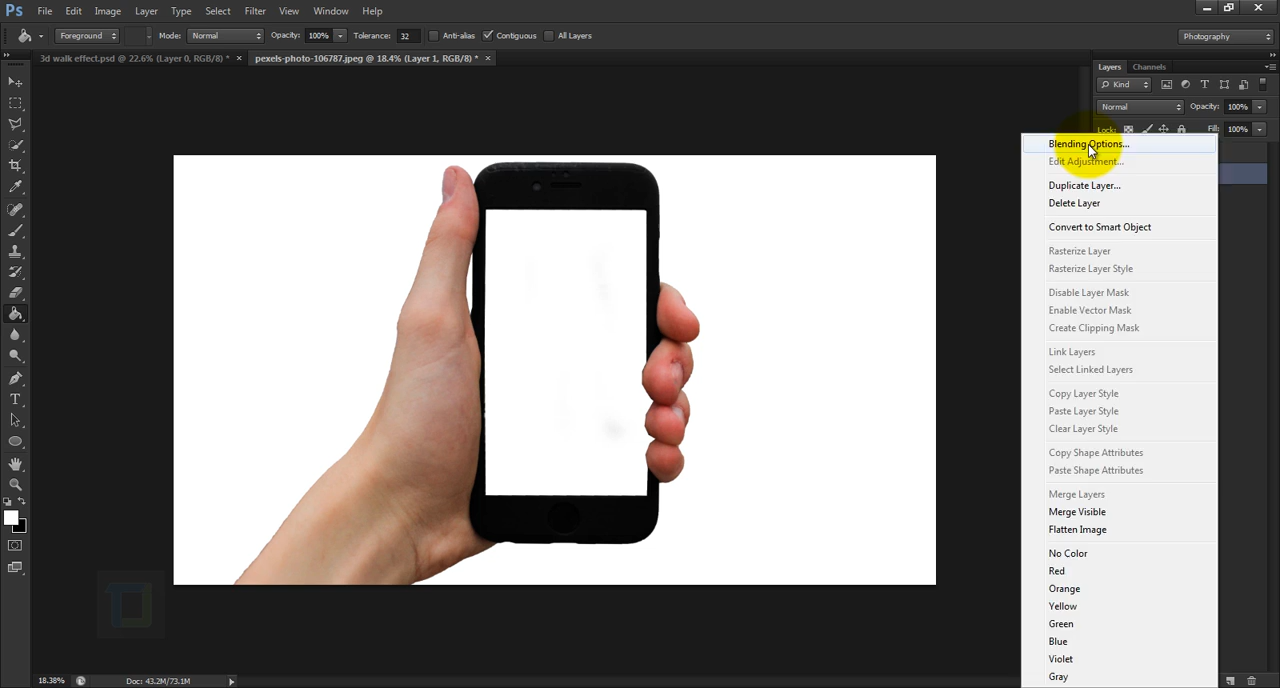 Ps File Edit Image Layer Type Select Filter View Window Help
Foreground Mode: Normal Opacity: 100% Tolerance: 32 Anti-alias Contiguous All Layers Photography
3d walk effect.psd @ 22.6% (Layer 0, RGB/8) * × pexels-photo-106787.jpeg @ 18.4% (Layer 1, RGB/8) * ×
Layers Channels
Kind
Normal Opacity: 100%
Lock: Fill: 100%
Blending Options...
Edit Adjustment...
Duplicate Layer...
Delete Layer
Convert to Smart Object
Rasterize Layer
Rasterize Layer Style
Disable Layer Mask
Enable Vector Mask
Create Clipping Mask
Link Layers
Select Linked Layers
Copy Layer Style
Paste Layer Style
Clear Layer Style
Copy Shape Attributes
Paste Shape Attributes
Merge Layers
Merge Visible
Flatten Image
No Color
Red
Orange
Yellow
Green
Blue
Violet
Gray
18.38% Doc: 43.2M/73.1M